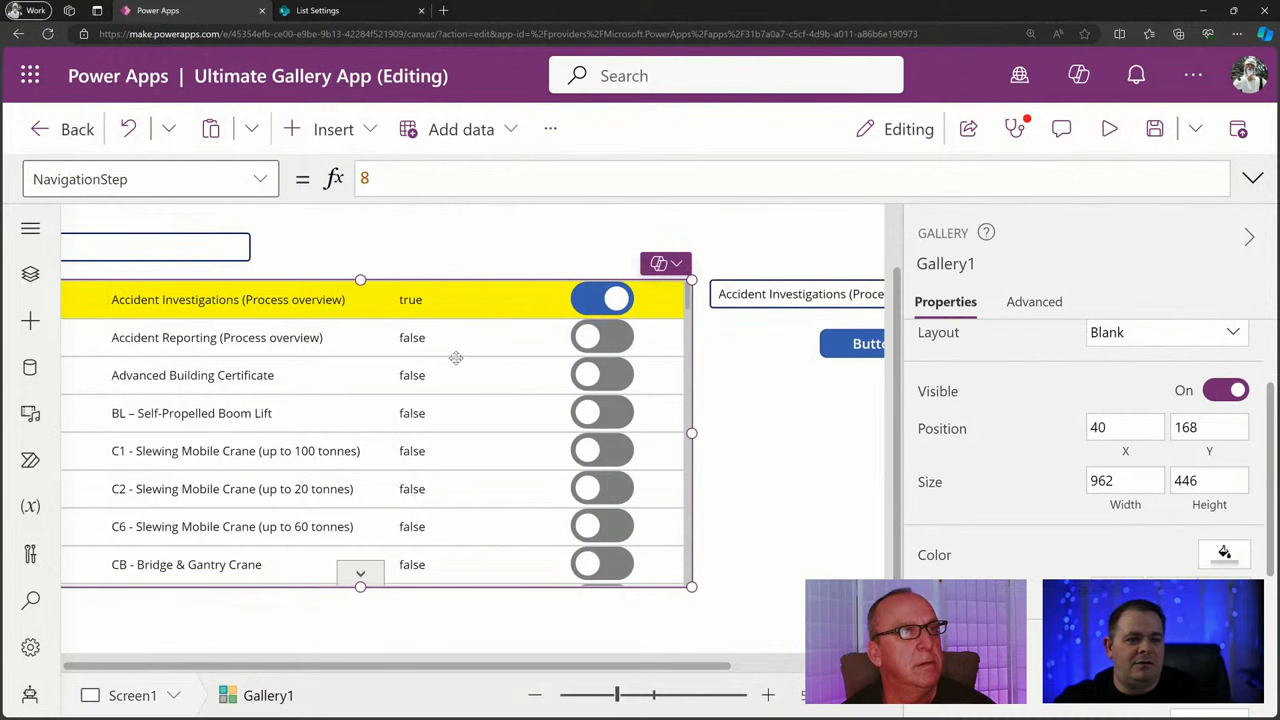 Work
Power Apps
List Settings
https://make.powerapps.com/e/45354efb-ce00-e9be-9b13-42284f521909/canvas/?action=edit&app-id=%2Fproviders%2FMicrosoft.PowerApps%2Fapps%2F31b7a0a7-c5cf-4d9b-a011-a86b6e190973
Power Apps | Ultimate Gallery App (Editing)
Search
Back
Insert
Add data
Editing
NavigationStep
= fx 8
GALLERY
Gallery1
Properties
Advanced
Layout
Blank
Visible
On
Position
40
168
X
Y
Size
962
446
Width
Height
Color
Accident Investigations (Process overview) true
Accident Reporting (Process overview) false
Advanced Building Certificate false
BL – Self-Propelled Boom Lift false
C1 - Slewing Mobile Crane (up to 100 tonnes) false
C2 - Slewing Mobile Crane (up to 20 tonnes) false
C6 - Slewing Mobile Crane (up to 60 tonnes) false
CB - Bridge & Gantry Crane false
Accident Investigations (Proce
Butto
Screen1
Gallery1